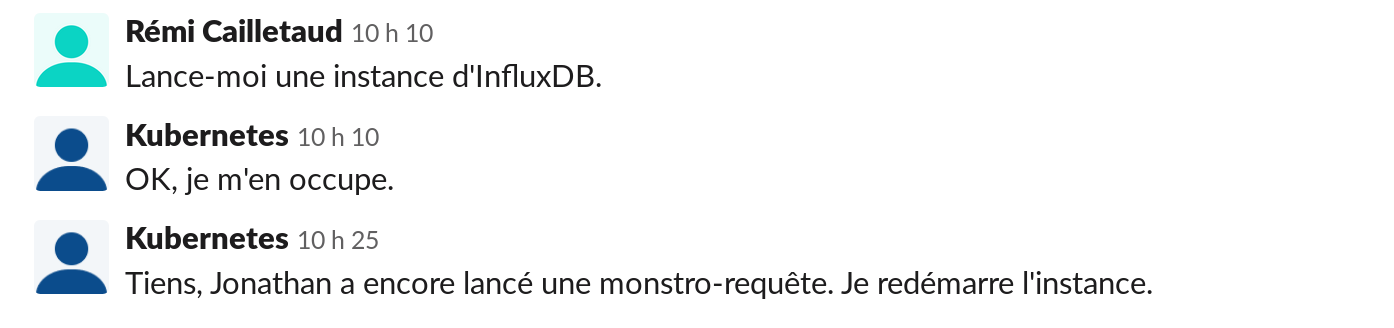 Rémi Cailletaud 10 h 10
Lance-moi une instance d'InfluxDB.
Kubernetes 10 h 10
OK, je m'en occupe.
Kubernetes 10 h 25
Tiens, Jonathan a encore lancé une monstro-requête. Je redémarre l'instance.